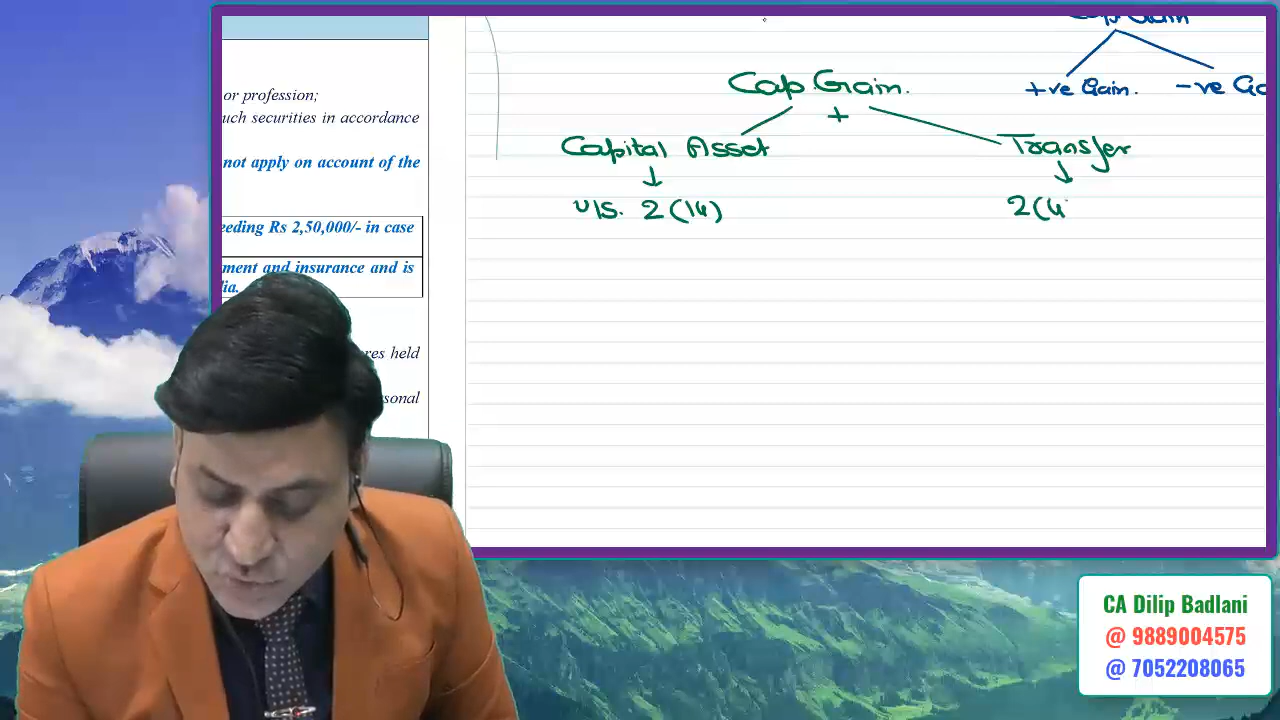 or profession;
uch securities in accordance
not apply on account of the
eeding Rs 2,50,000/- in case
ment and insurance and is
dia.
res held
sonal
Cap. Gain
+ve Gain. -ve Ga
Cap. Gain.
+
Capital Asset Transfer
u/s. 2(14) 2(4
CA Dilip Badlani
@ 9889004575
@ 7052208065